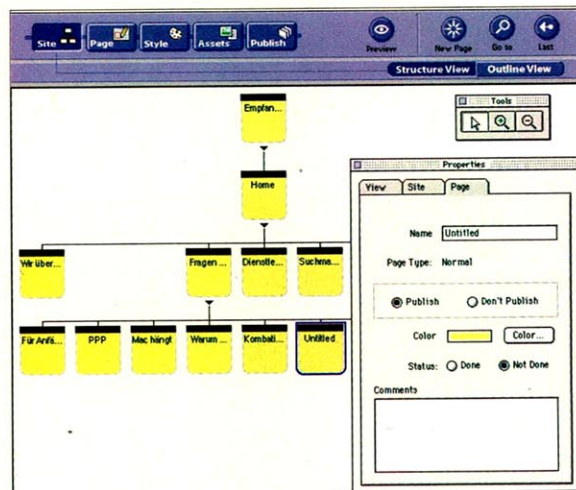 Site Page Style Assets Publish Preview New Page Go to Last
Structure View Outline View
Tools
Empfan...
Home
Wir über... Fragen ... Dienstle... Suchma...
Für Anfä... PPP Mac hängt Warum ... Kombati... Untitled
Properties
View Site Page
Name Untitled
Page Type: Normal
Publish Don't Publish
Color Color...
Status: Done Not Done
Comments